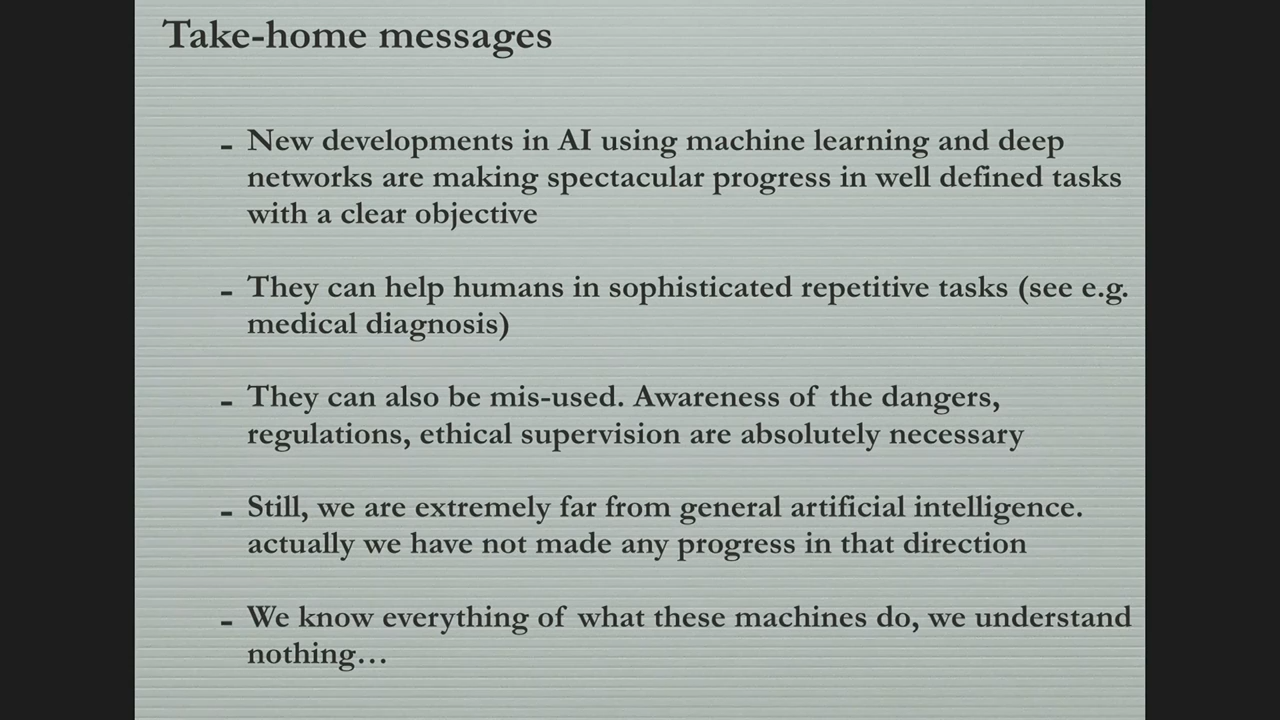 Take-home messages
- New developments in AI using machine learning and deep
networks are making spectacular progress in well defined tasks
with a clear objective
- They can help humans in sophisticated repetitive tasks (see e.g.
medical diagnosis)
- They can also be mis-used. Awareness of the dangers,
regulations, ethical supervision are absolutely necessary
- Still, we are extremely far from general artificial intelligence.
actually we have not made any progress in that direction
- We know everything of what these machines do, we understand
nothing…